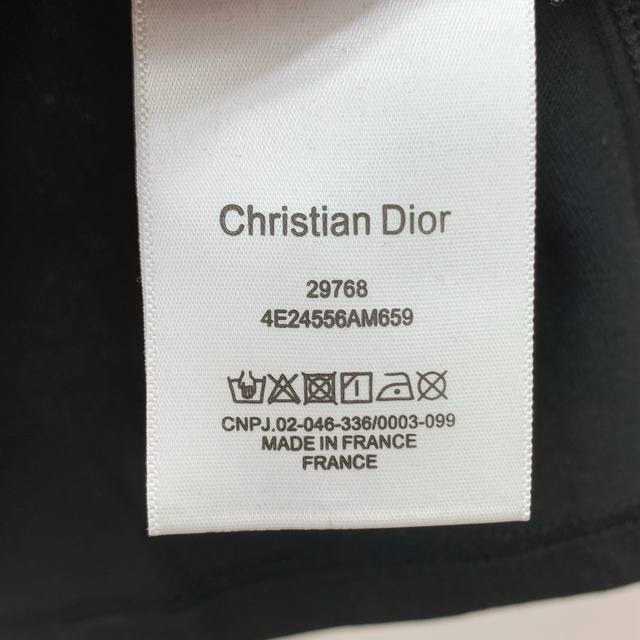 Christian Dior
29768
4E24556AM659
CNPJ.02-046-336/0003-099
MADE IN FRANCE
FRANCE